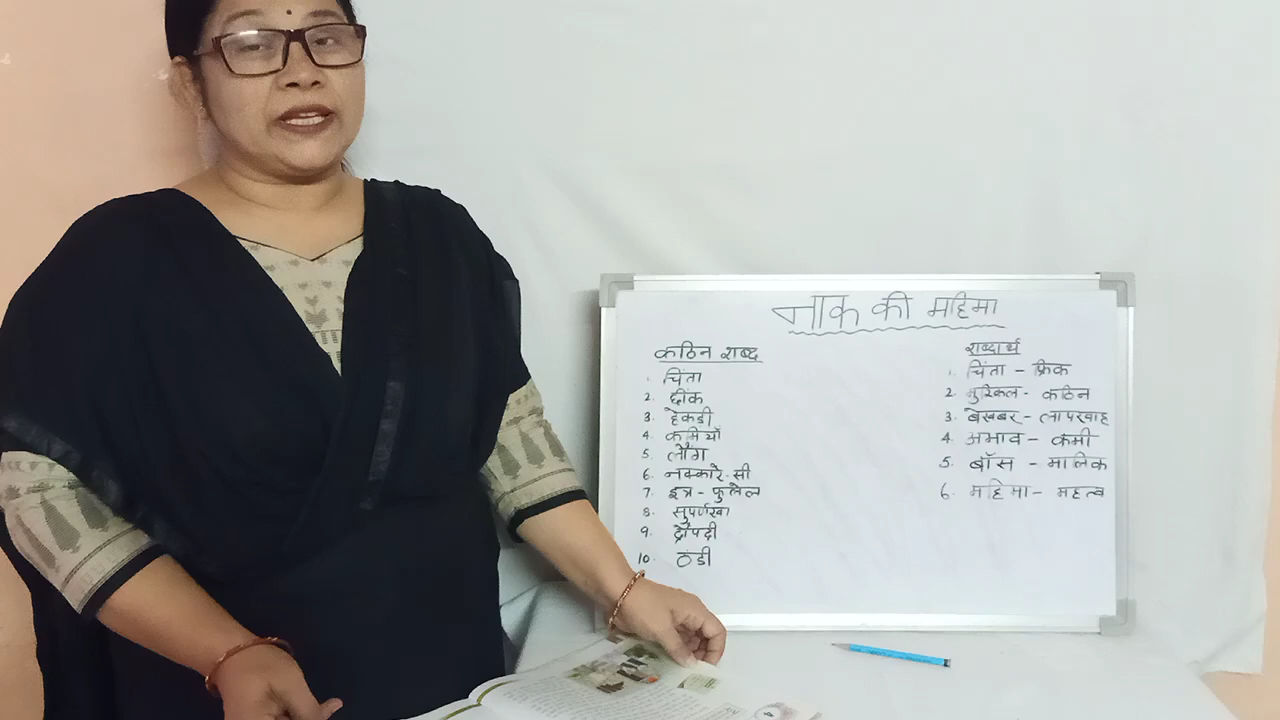 नाक की महिमा
कठिन शब्द
1. चिंता
2. छींक
3. हेकडी
4. कमियाँ
5. लौंग
6. नक्कारे-सी
7. इत्र-फुलेल
8. सुपर्णखा
9. द्रौपदी
10. ठंडी
शब्दार्थ
1. चिंता - फ्रिक
2. मुश्किल - कठिन
3. बेखबर - लापरवाह
4. अभाव - कमी
5. बॉस - मालिक
6. महिमा - महत्व